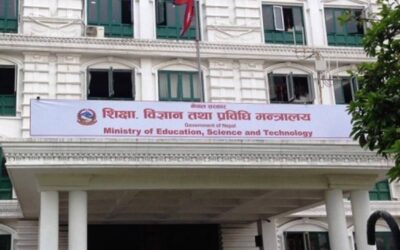 नेपाल सरकार
शिक्षा, विज्ञान तथा प्रविधि मन्त्रालय
Government of Nepal
Ministry of Education, Science and Technology